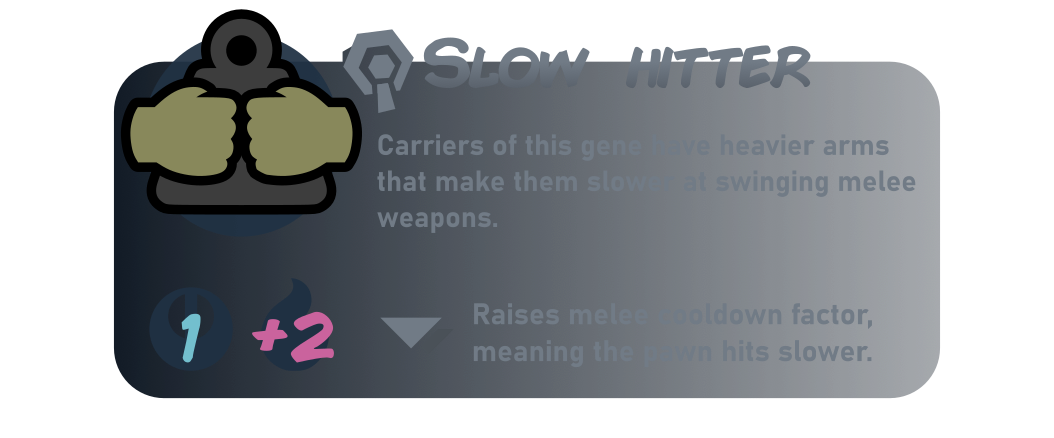 Slow hitter
Carriers of this gene have heavier arms
that make them slower at swinging melee
weapons.
1 +2
Raises melee cooldown factor,
meaning the pawn hits slower.